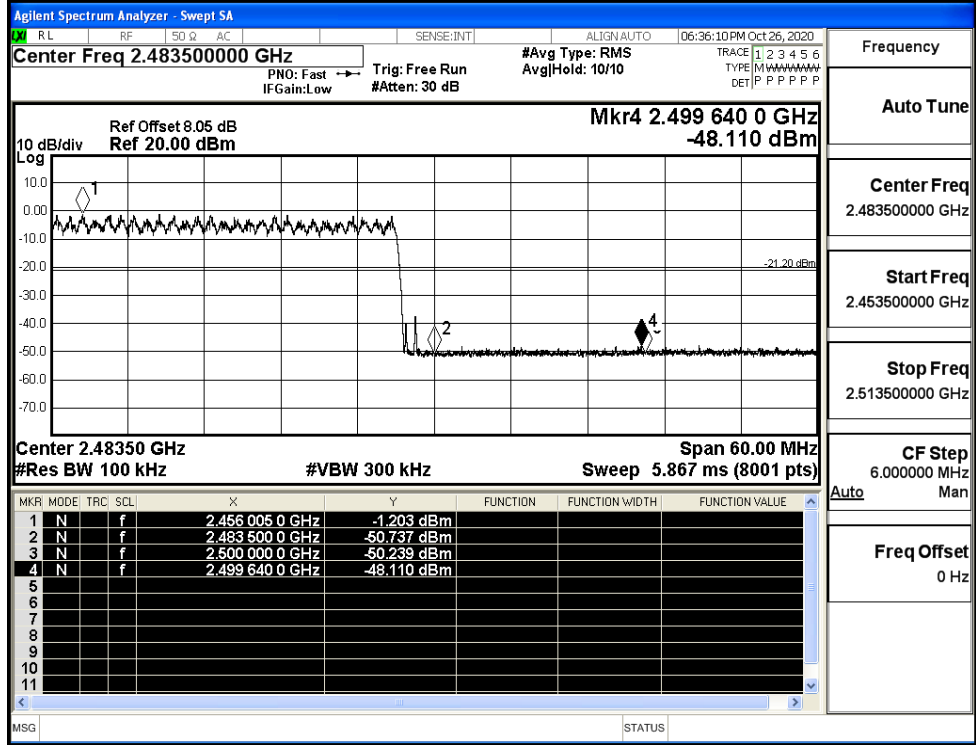 Agilent Spectrum Analyzer - Swept SA
LXI RL RF 50 Ω AC SENSE:INT ALIGNAUTO 06:36:10 PM Oct 26, 2020
Center Freq 2.483500000 GHz
PNO: Fast
IFGain:Low
Trig: Free Run
#Atten: 30 dB
#Avg Type: RMS
Avg|Hold: 10/10
TRACE 1 2 3 4 5 6
TYPE M W W W W W
DET P P P P P P
Frequency
Auto Tune
Center Freq
2.483500000 GHz
Start Freq
2.453500000 GHz
Stop Freq
2.513500000 GHz
CF Step
6.000000 MHz
Auto Man
Freq Offset
0 Hz
Mkr4 2.499 640 0 GHz
-48.110 dBm
Ref Offset 8.05 dB
10 dB/div Ref 20.00 dBm
Log
10.0
0.00
-10.0
-20.0
-30.0
-40.0
-50.0
-60.0
-70.0
1
2
4
-21.20 dBm
Center 2.48350 GHz Span 60.00 MHz
#Res BW 100 kHz #VBW 300 kHz Sweep 5.867 ms (8001 pts)
MKR MODE TRC SCL X Y FUNCTION FUNCTION WIDTH FUNCTION VALUE
1 N f 2.456 005 0 GHz -1.203 dBm
2 N f 2.483 500 0 GHz -50.737 dBm
3 N f 2.500 000 0 GHz -50.239 dBm
4 N f 2.499 640 0 GHz -48.110 dBm
5
6
7
8
9
10
11
MSG STATUS